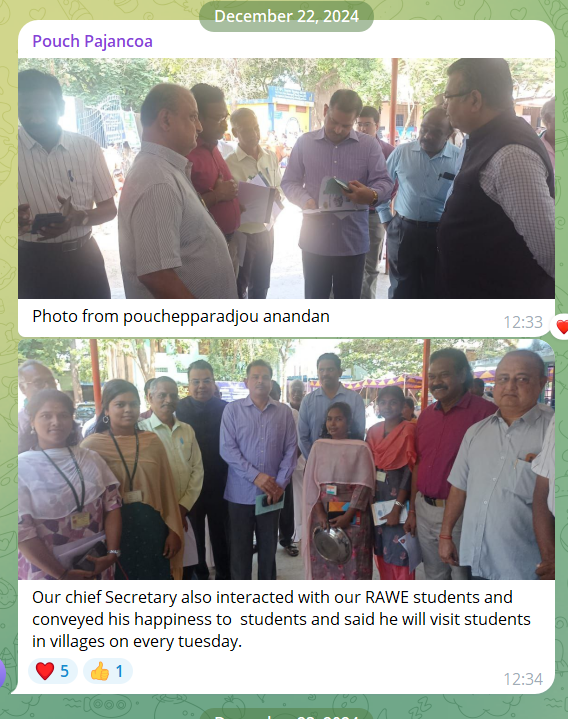 December 22, 2024
Pouch Pajancoa
Photo from pouchepparadjou anandan
12:33
Our chief Secretary also interacted with our RAWE students and
conveyed his happiness to  students and said he will visit students
in villages on every tuesday.
5
1
12:34